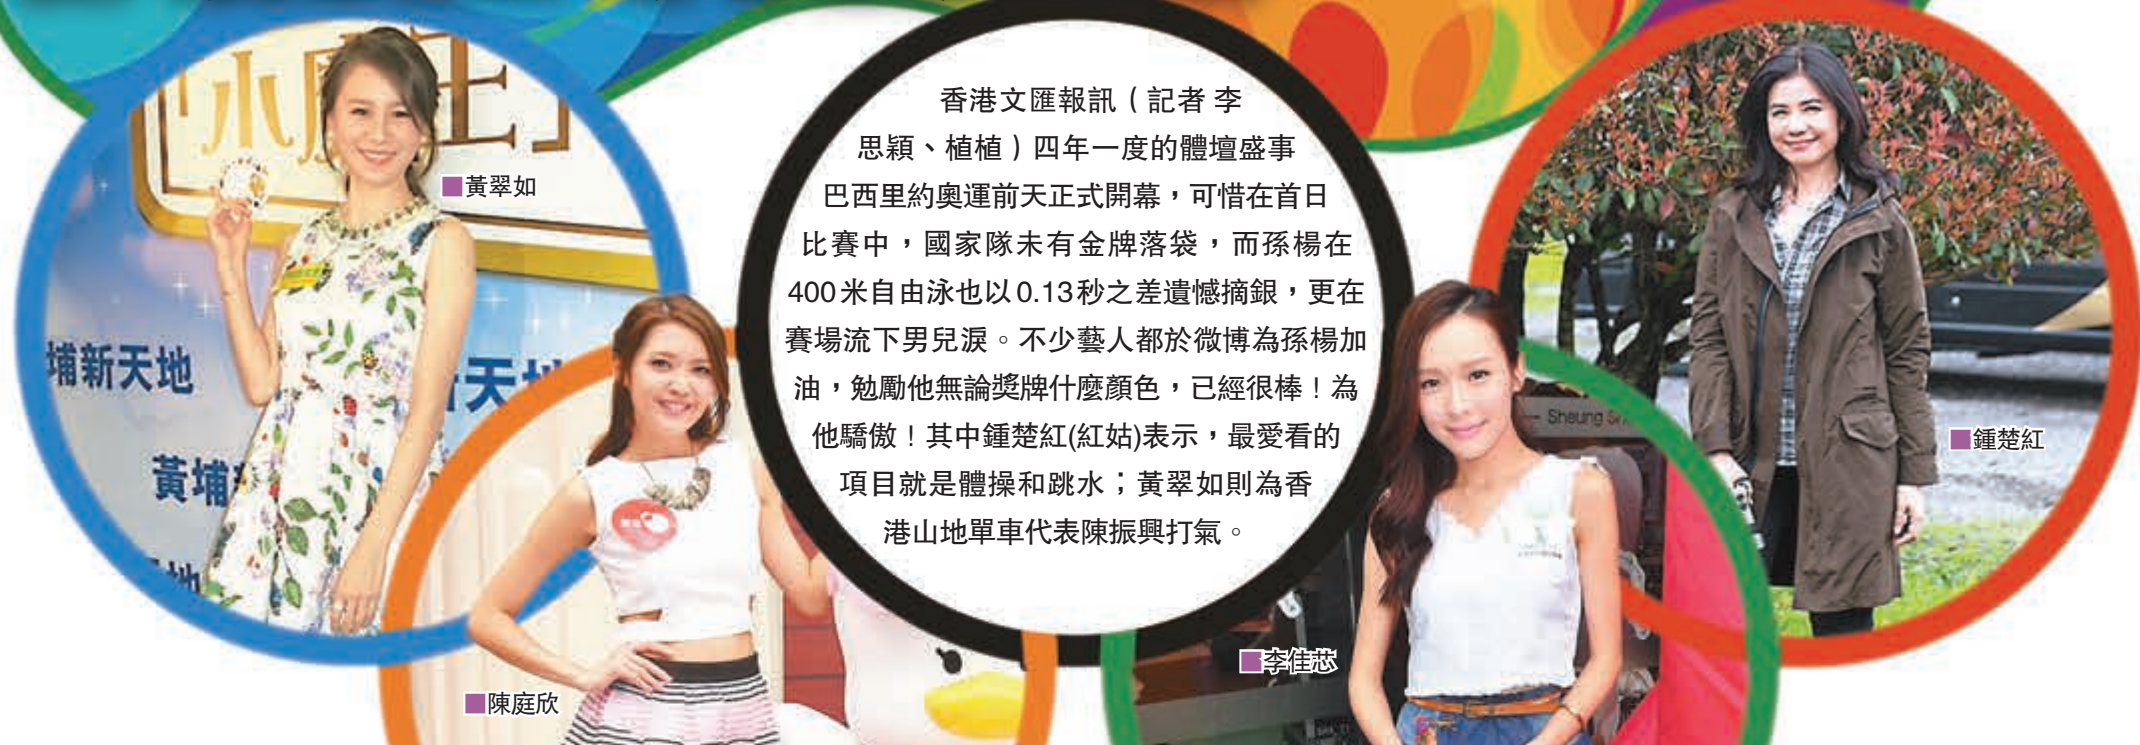 香港文匯報訊（記者 李
思穎、植植）四年一度的體壇盛事
巴西里約奧運前天正式開幕，可惜在首日
比賽中，國家隊未有金牌落袋，而孫楊在
400米自由泳也以0.13秒之差遺憾摘銀，更在
賽場流下男兒淚。不少藝人都於微博為孫楊加
油，勉勵他無論獎牌什麼顏色，已經很棒！為
他驕傲！其中鍾楚紅(紅姑)表示，最愛看的
項目就是體操和跳水；黃翠如則為香
港山地單車代表陳振興打氣。
■黃翠如
■陳庭欣
■李佳芯
■鍾楚紅
埔新天地
天地
黃埔
Sheung